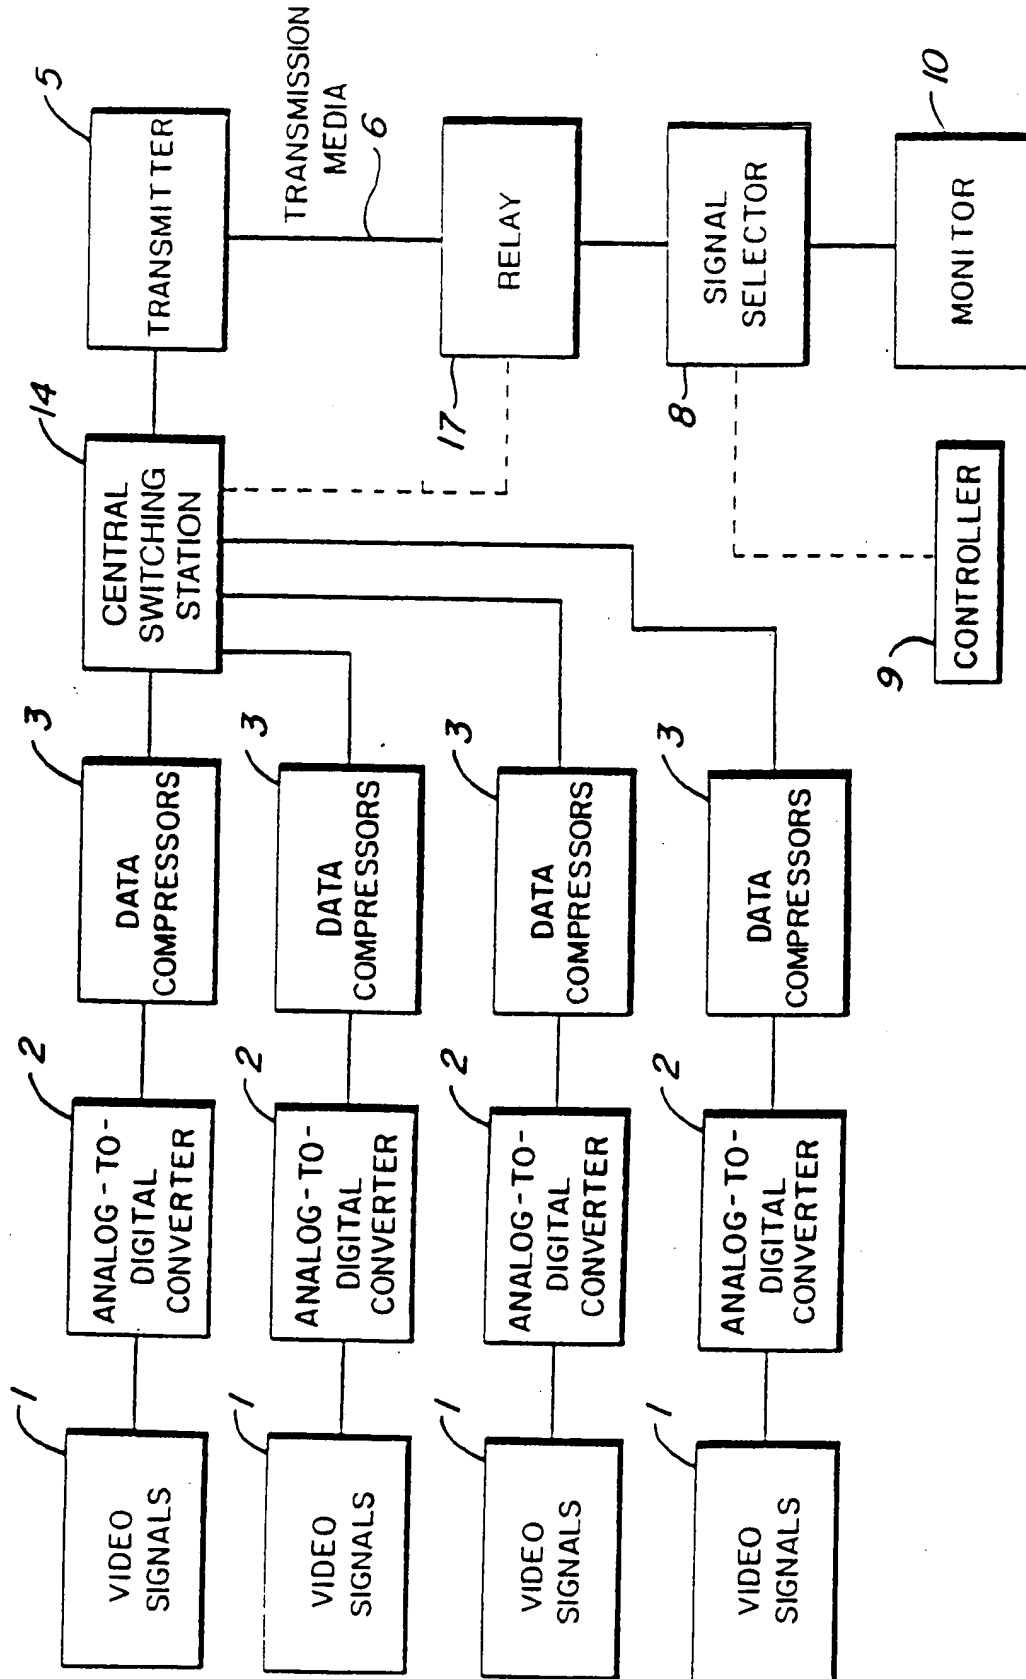 1
VIDEO
SIGNALS
2
ANALOG-TO-
DIGITAL
CONVERTER
3
DATA
COMPRESSORS
14
CENTRAL
SWITCHING
STATION
5
TRANSMITTER
1
VIDEO
SIGNALS
2
ANALOG-TO-
DIGITAL
CONVERTER
3
DATA
COMPRESSORS
TRANSMISSION
MEDIA
6
1
VIDEO
SIGNALS
2
ANALOG-TO-
DIGITAL
CONVERTER
3
DATA
COMPRESSORS
17
RELAY
1
VIDEO
SIGNALS
2
ANALOG-TO-
DIGITAL
CONVERTER
3
DATA
COMPRESSORS
8
SIGNAL
SELECTOR
9
CONTROLLER
10
MONITOR